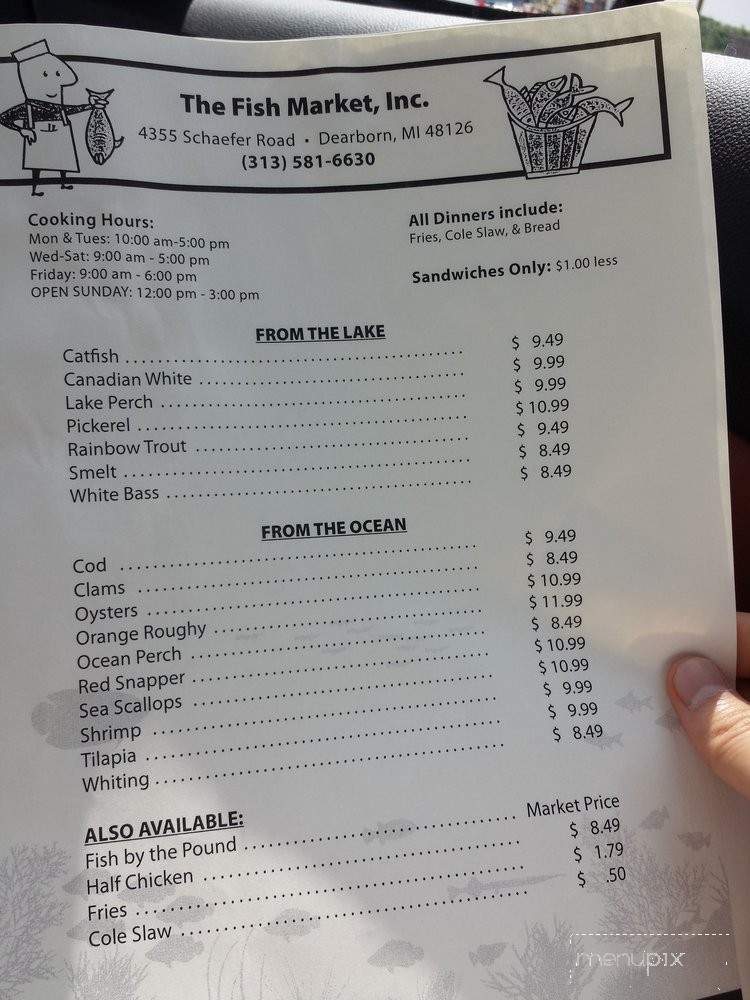 The Fish Market, Inc.
4355 Schaefer Road • Dearborn, MI 48126
(313) 581-6630
Cooking Hours:
Mon & Tues: 10:00 am-5:00 pm
Wed-Sat: 9:00 am - 5:00 pm
Friday: 9:00 am - 6:00 pm
OPEN SUNDAY: 12:00 pm - 3:00 pm
All Dinners include:
Fries, Cole Slaw, & Bread
Sandwiches Only: $1.00 less
FROM THE LAKE
Catfish $ 9.49
Canadian White $ 9.99
Lake Perch $ 9.99
Pickerel $ 10.99
Rainbow Trout $ 9.49
Smelt $ 8.49
White Bass $ 8.49
FROM THE OCEAN
Cod $ 9.49
Clams $ 8.49
Oysters $ 10.99
Orange Roughy $ 11.99
Ocean Perch $ 8.49
Red Snapper $ 10.99
Sea Scallops $ 10.99
Shrimp $ 9.99
Tilapia $ 9.99
Whiting $ 8.49
ALSO AVAILABLE:
Fish by the Pound Market Price
Half Chicken $ 8.49
Fries $ 1.79
Cole Slaw $ .50
menupix